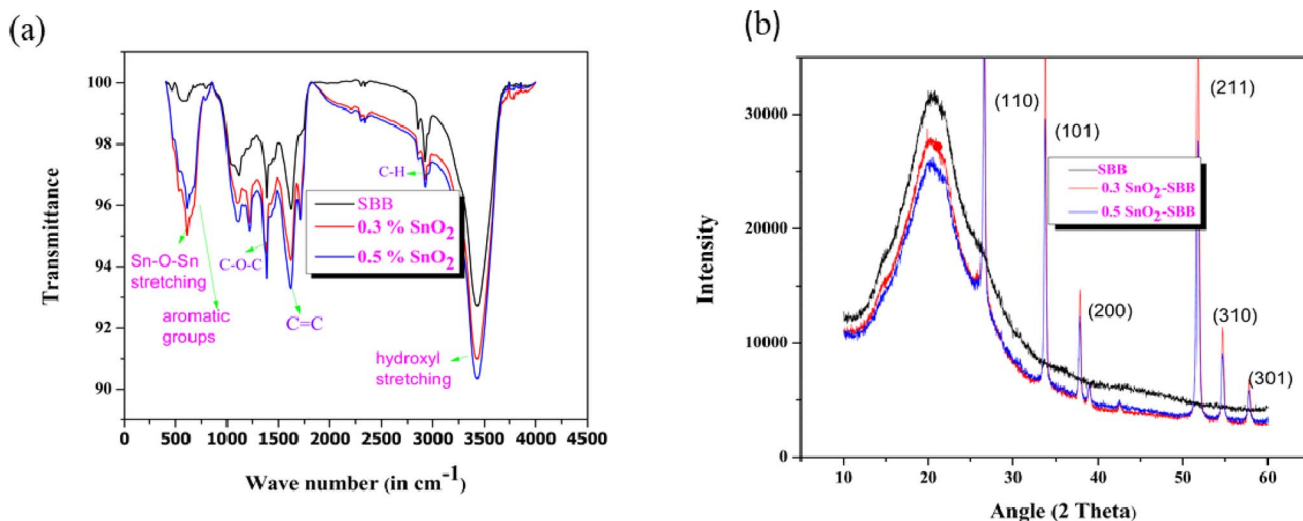 (a)
100
98
96
94
92
90
Transmittance
0
500
1000
1500
2000
2500
3000
3500
4000
4500
Wave number (in cm-1)
Sn-O-Sn
stretching
aromatic
groups
C-O-C
C=C
C-H
hydroxyl
stretching
SBB
0.3 % SnO2
0.5 % SnO2
(b)
30000
20000
10000
0
Intensity
10
20
30
40
50
60
Angle (2 Theta)
(110)
(101)
(200)
(211)
(310)
(301)
SBB
0.3 SnO2-SBB
0.5 SnO2-SBB